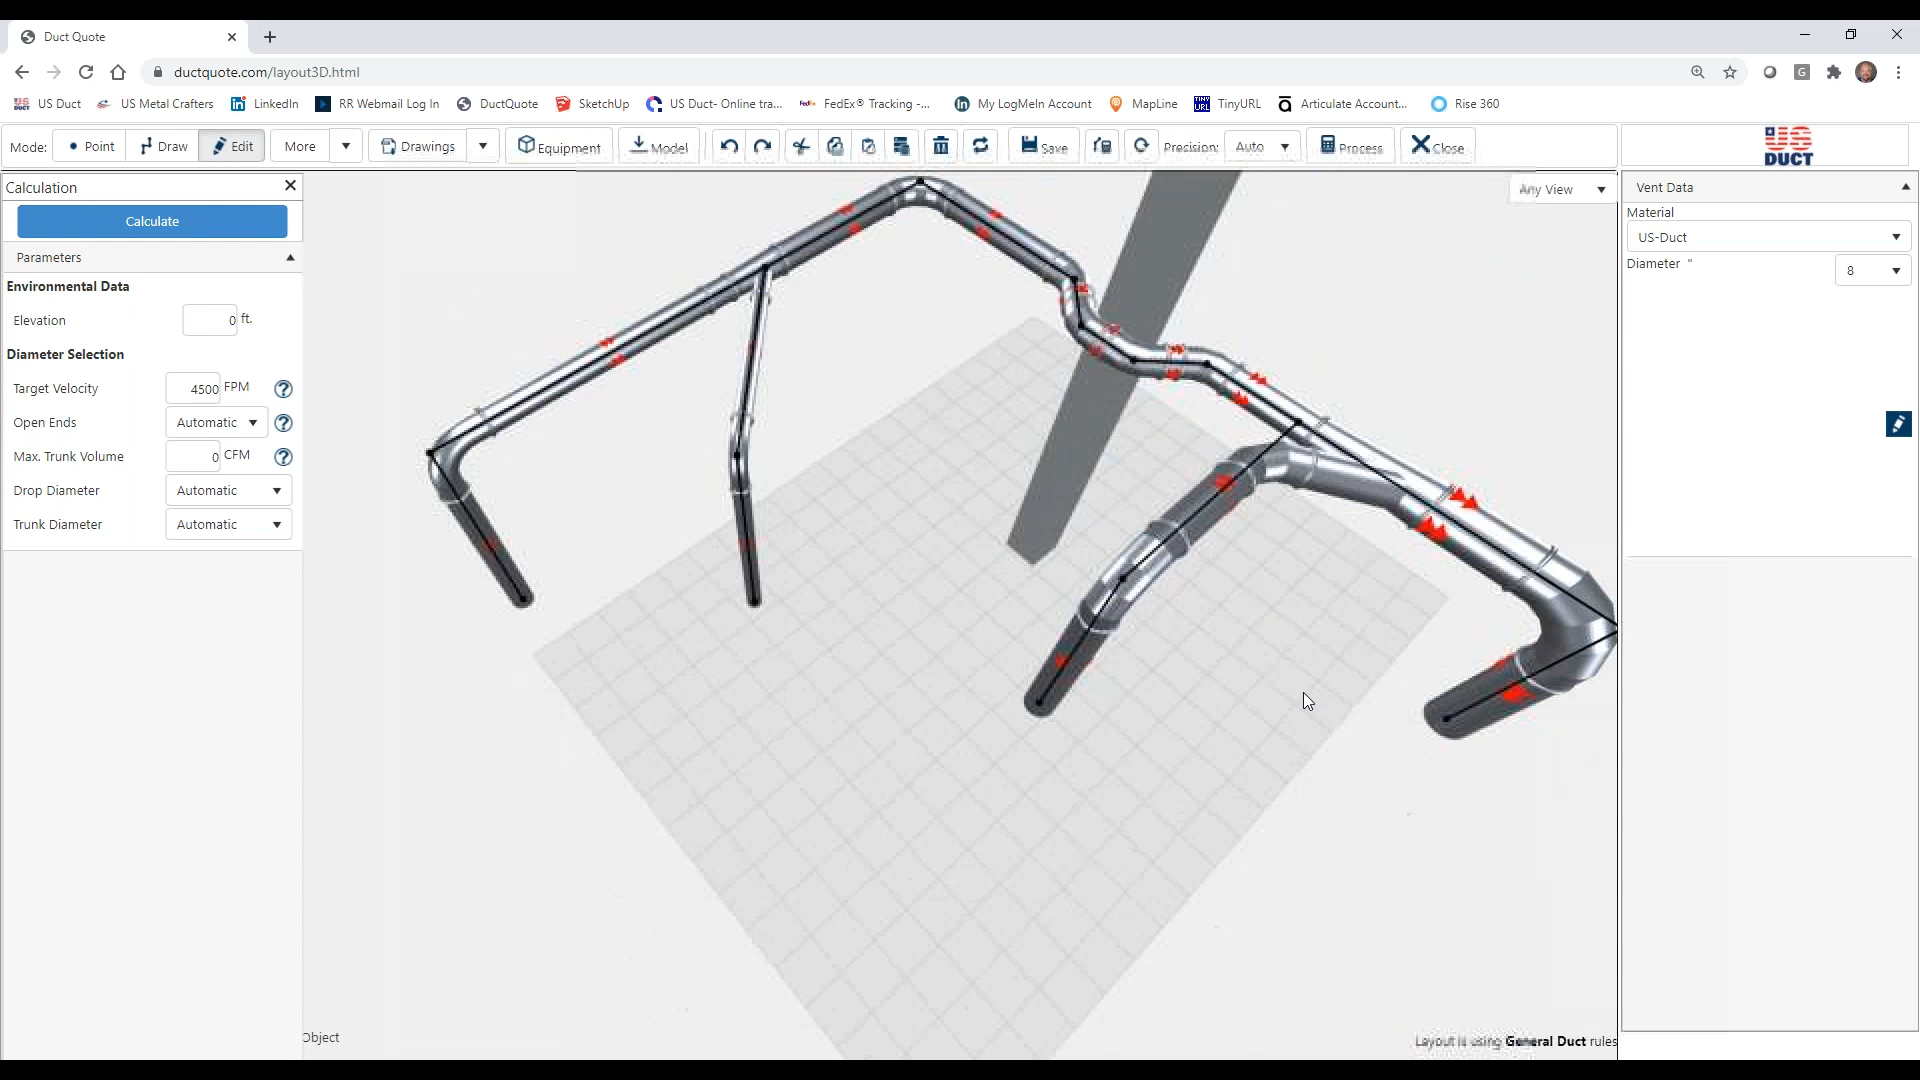 Duct Quote
ductquote.com/layout3D.html
G
US Duct
US Metal Crafters
LinkedIn
RR Webmail Log In
DuctQuote
SketchUp
US Duct- Online tra...
FedEx® Tracking -...
My LogMeIn Account
MapLine
TinyURL
Articulate Account...
Rise 360
Mode: Point Draw Edit More Drawings Equipment Model Save Precision: Auto Process Close
US DUCT
Calculation
Calculate
Parameters
Environmental Data
Elevation 0 ft.
Diameter Selection
Target Velocity 4500 FPM
Open Ends Automatic
Max. Trunk Volume 0 CFM
Drop Diameter Automatic
Trunk Diameter Automatic
Any View
Vent Data
Material
US-Duct
Diameter " 8
Object
Layout is using General Duct rules